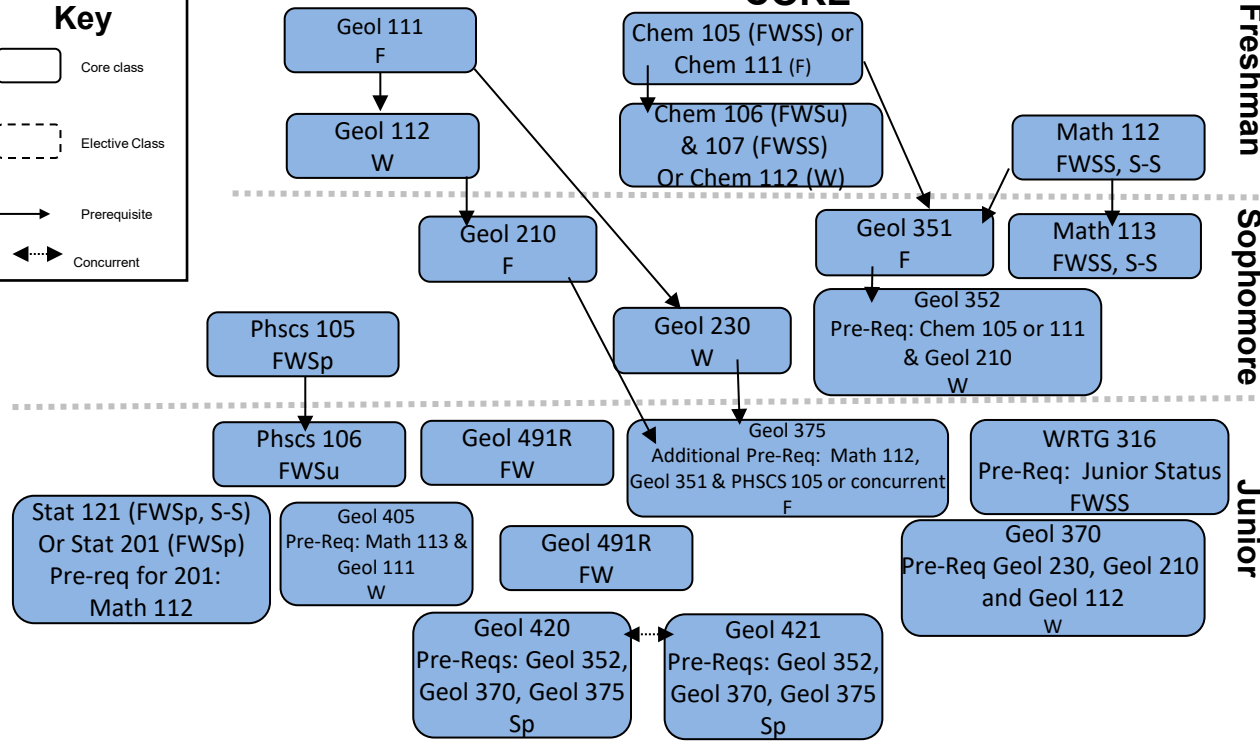 Key
Core class
Elective Class
Prerequisite
Concurrent
Freshman
Geol 111
F
Chem 105 (FWSS) or
Chem 111 (F)
Geol 112
W
Chem 106 (FWSu)
& 107 (FWSS)
Or Chem 112 (W)
Math 112
FWSS, S-S
Sophomore
Geol 210
F
Geol 351
F
Math 113
FWSS, S-S
Geol 352
Pre-Req: Chem 105 or 111
& Geol 210
W
Phscs 105
FWSp
Geol 230
W
Junior
Phscs 106
FWSu
Geol 491R
FW
Geol 375
Additional Pre-Req:  Math 112,
Geol 351 & PHSCS 105 or concurrent
F
WRTG 316
Pre-Req:  Junior Status
FWSS
Stat 121 (FWSp, S-S)
Or Stat 201 (FWSp)
Pre-req for 201:
Math 112
Geol 405
Pre-Req: Math 113 &
Geol 111
W
Geol 491R
FW
Geol 370
Pre-Req Geol 230, Geol 210
and Geol 112
W
Geol 420
Pre-Reqs: Geol 352,
Geol 370, Geol 375
Sp
Geol 421
Pre-Reqs: Geol 352,
Geol 370, Geol 375
Sp